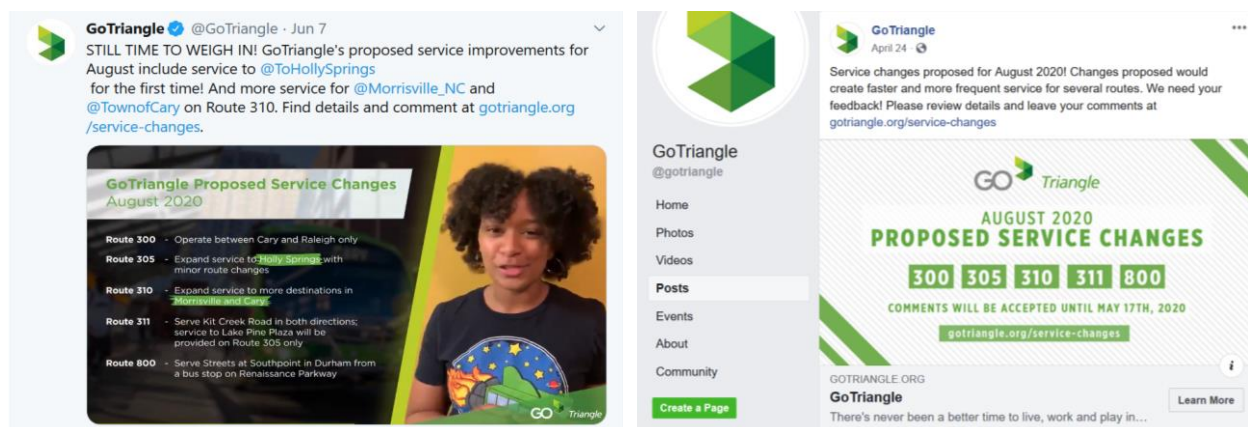 GoTriangle @GoTriangle · Jun 7
STILL TIME TO WEIGH IN! GoTriangle's proposed service improvements for
August include service to @ToHollySprings
for the first time! And more service for @Morrisville_NC and
@TownofCary on Route 310. Find details and comment at gotriangle.org
/service-changes.
GoTriangle Proposed Service Changes
August 2020
Route 300 - Operate between Cary and Raleigh only
Route 305 - Expand service to Holly Springs with
minor route changes
Route 310 - Expand service to more destinations in
Morrisville and Cary
Route 311 - Serve Kit Creek Road in both directions;
service to Lake Pine Plaza will be
provided on Route 305 only
Route 800 - Serve Streets at Southpoint in Durham from
a bus stop on Renaissance Parkway
GO Triangle
GoTriangle
@gotriangle
Home
Photos
Videos
Posts
Events
About
Community
Create a Page
GoTriangle
April 24 ·
Service changes proposed for August 2020! Changes proposed would
create faster and more frequent service for several routes. We need your
feedback! Please review details and leave your comments at
gotriangle.org/service-changes
GO Triangle
AUGUST 2020
PROPOSED SERVICE CHANGES
300 305 310 311 800
COMMENTS WILL BE ACCEPTED UNTIL MAY 17TH, 2020
gotriangle.org/service-changes
i
GOTRIANGLE.ORG
GoTriangle
There's never been a better time to live, work and play in…
Learn More